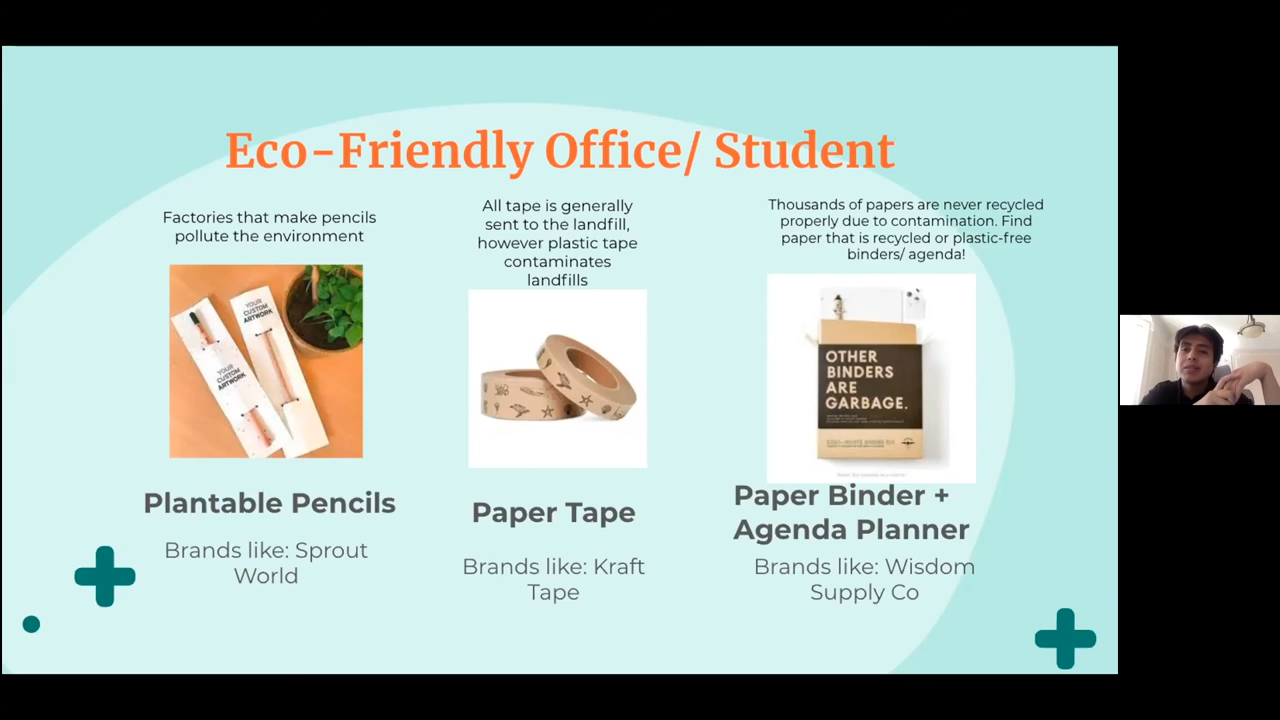 Eco-Friendly Office/ Student
Factories that make pencils
pollute the environment
YOUR
CUSTOM
ARTWORK
YOUR
CUSTOM
ARTWORK
Plantable Pencils
Brands like: Sprout
World
All tape is generally
sent to the landfill,
however plastic tape
contaminates
landfills
Paper Tape
Brands like: Kraft
Tape
Thousands of papers are never recycled
properly due to contamination. Find
paper that is recycled or plastic-free
binders/ agenda!
OTHER
BINDERS
ARE
GARBAGE.
Paper Binder +
Agenda Planner
Brands like: Wisdom
Supply Co